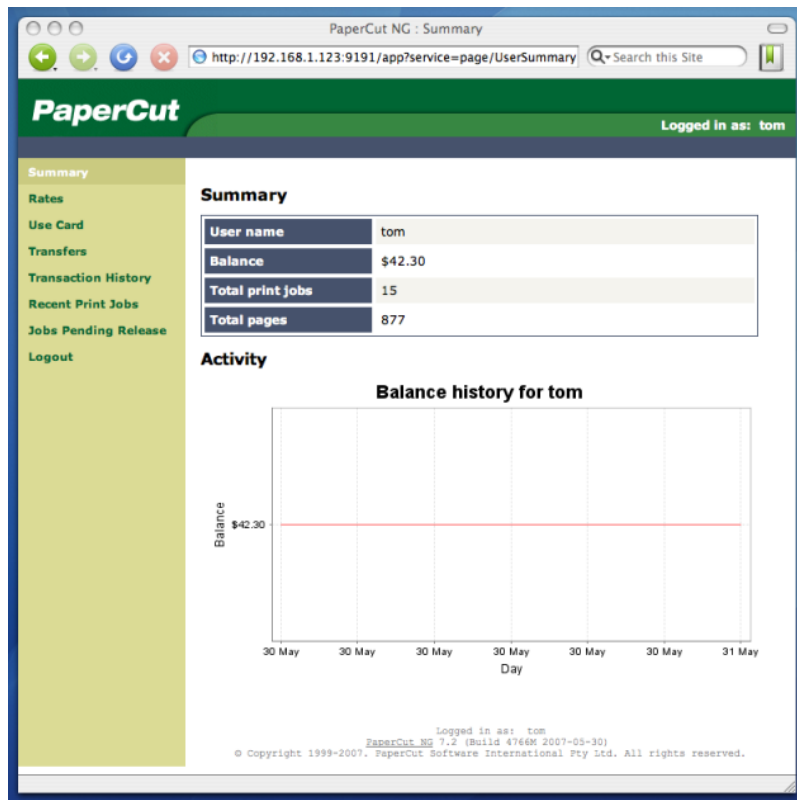 PaperCut NG : Summary
http://192.168.1.123:9191/app?service=page/UserSummary
Search this Site
PaperCut
Logged in as: tom
Summary
Rates
Use Card
Transfers
Transaction History
Recent Print Jobs
Jobs Pending Release
Logout
Summary
User name tom
Balance $42.30
Total print jobs 15
Total pages 877
Activity
Balance history for tom
Balance
$42.30
30 May 30 May 30 May 30 May 30 May 30 May 31 May
Day
Logged in as: tom
PaperCut NG 7.2 (Build 4766M 2007-05-30)
© Copyright 1999-2007. PaperCut Software International Pty Ltd. All rights reserved.